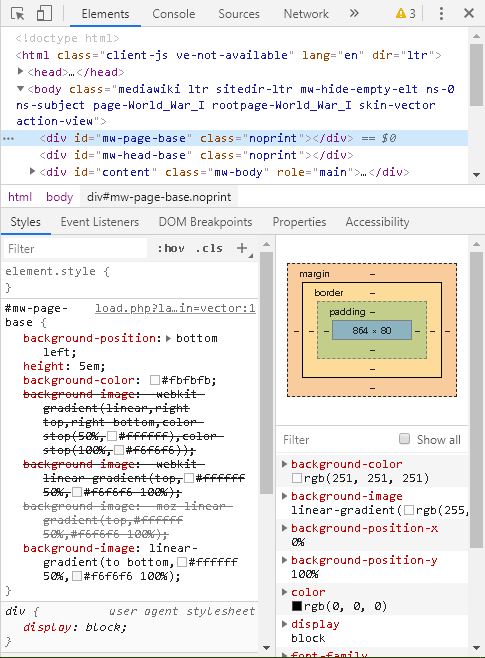 Elements Console Sources Network » 3
<!doctype html>
<html class="client-js ve-not-available" lang="en" dir="ltr">
<head>…</head>
<body class="mediawiki ltr sitedir-ltr mw-hide-empty-elt ns-0
ns-subject page-World_War_I rootpage-World_War_I skin-vector
action-view">
… <div id="mw-page-base" class="noprint"></div> == $0
<div id="mw-head-base" class="noprint"></div>
<div id="content" class="mw-body" role="main">…</div>
html body div#mw-page-base.noprint
Styles Event Listeners DOM Breakpoints Properties Accessibility
Filter :hov .cls +
element.style {
}
#mw-page- load.php?la…in=vector:1
base {
background-position: bottom
left;
height: 5em;
background-color: #fbfbfb;
background-image: -webkit-
gradient(linear,right
top,right bottom,color-
stop(50%,#ffffff),color-
stop(100%,#f6f6f6));
background-image: -webkit-
linear-gradient(top,#ffffff
50%,#f6f6f6 100%);
background-image: -moz-linear-
gradient(top,#ffffff
50%,#f6f6f6 100%);
background-image: linear-
gradient(to bottom,#ffffff
50%,#f6f6f6 100%);
}
div { user agent stylesheet
display: block;
}
margin –
border –
padding –
– – – 864 × 80 – – –
–
–
–
Filter Show all
background-color
rgb(251, 251, 251)
background-image
linear-gradient(rgb(255,
background-position-x
0%
background-position-y
100%
color
rgb(0, 0, 0)
display
block
font-family